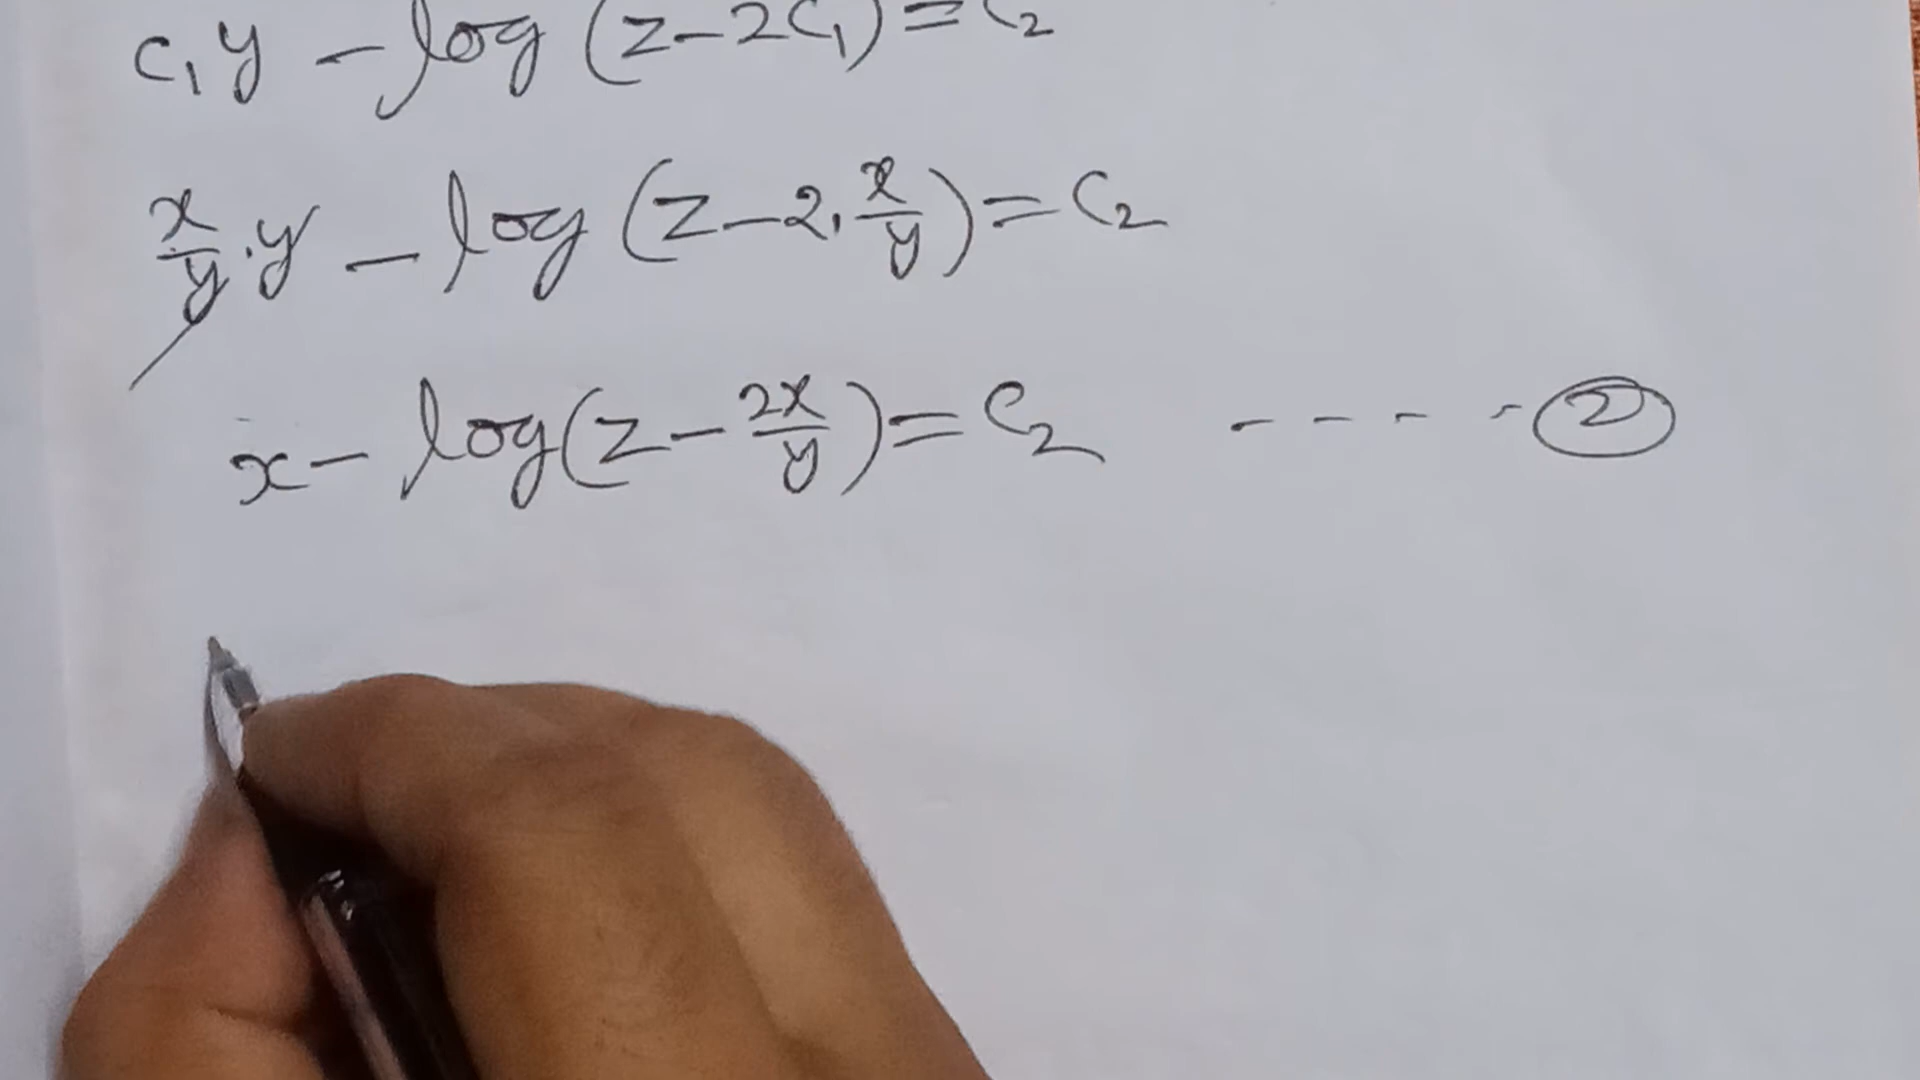 c₁y − log(z−2c₁) = c₂
x/y · y − log(z−2·x/y) = c₂
x − log(z − 2x/y) = c₂ - - - - ②